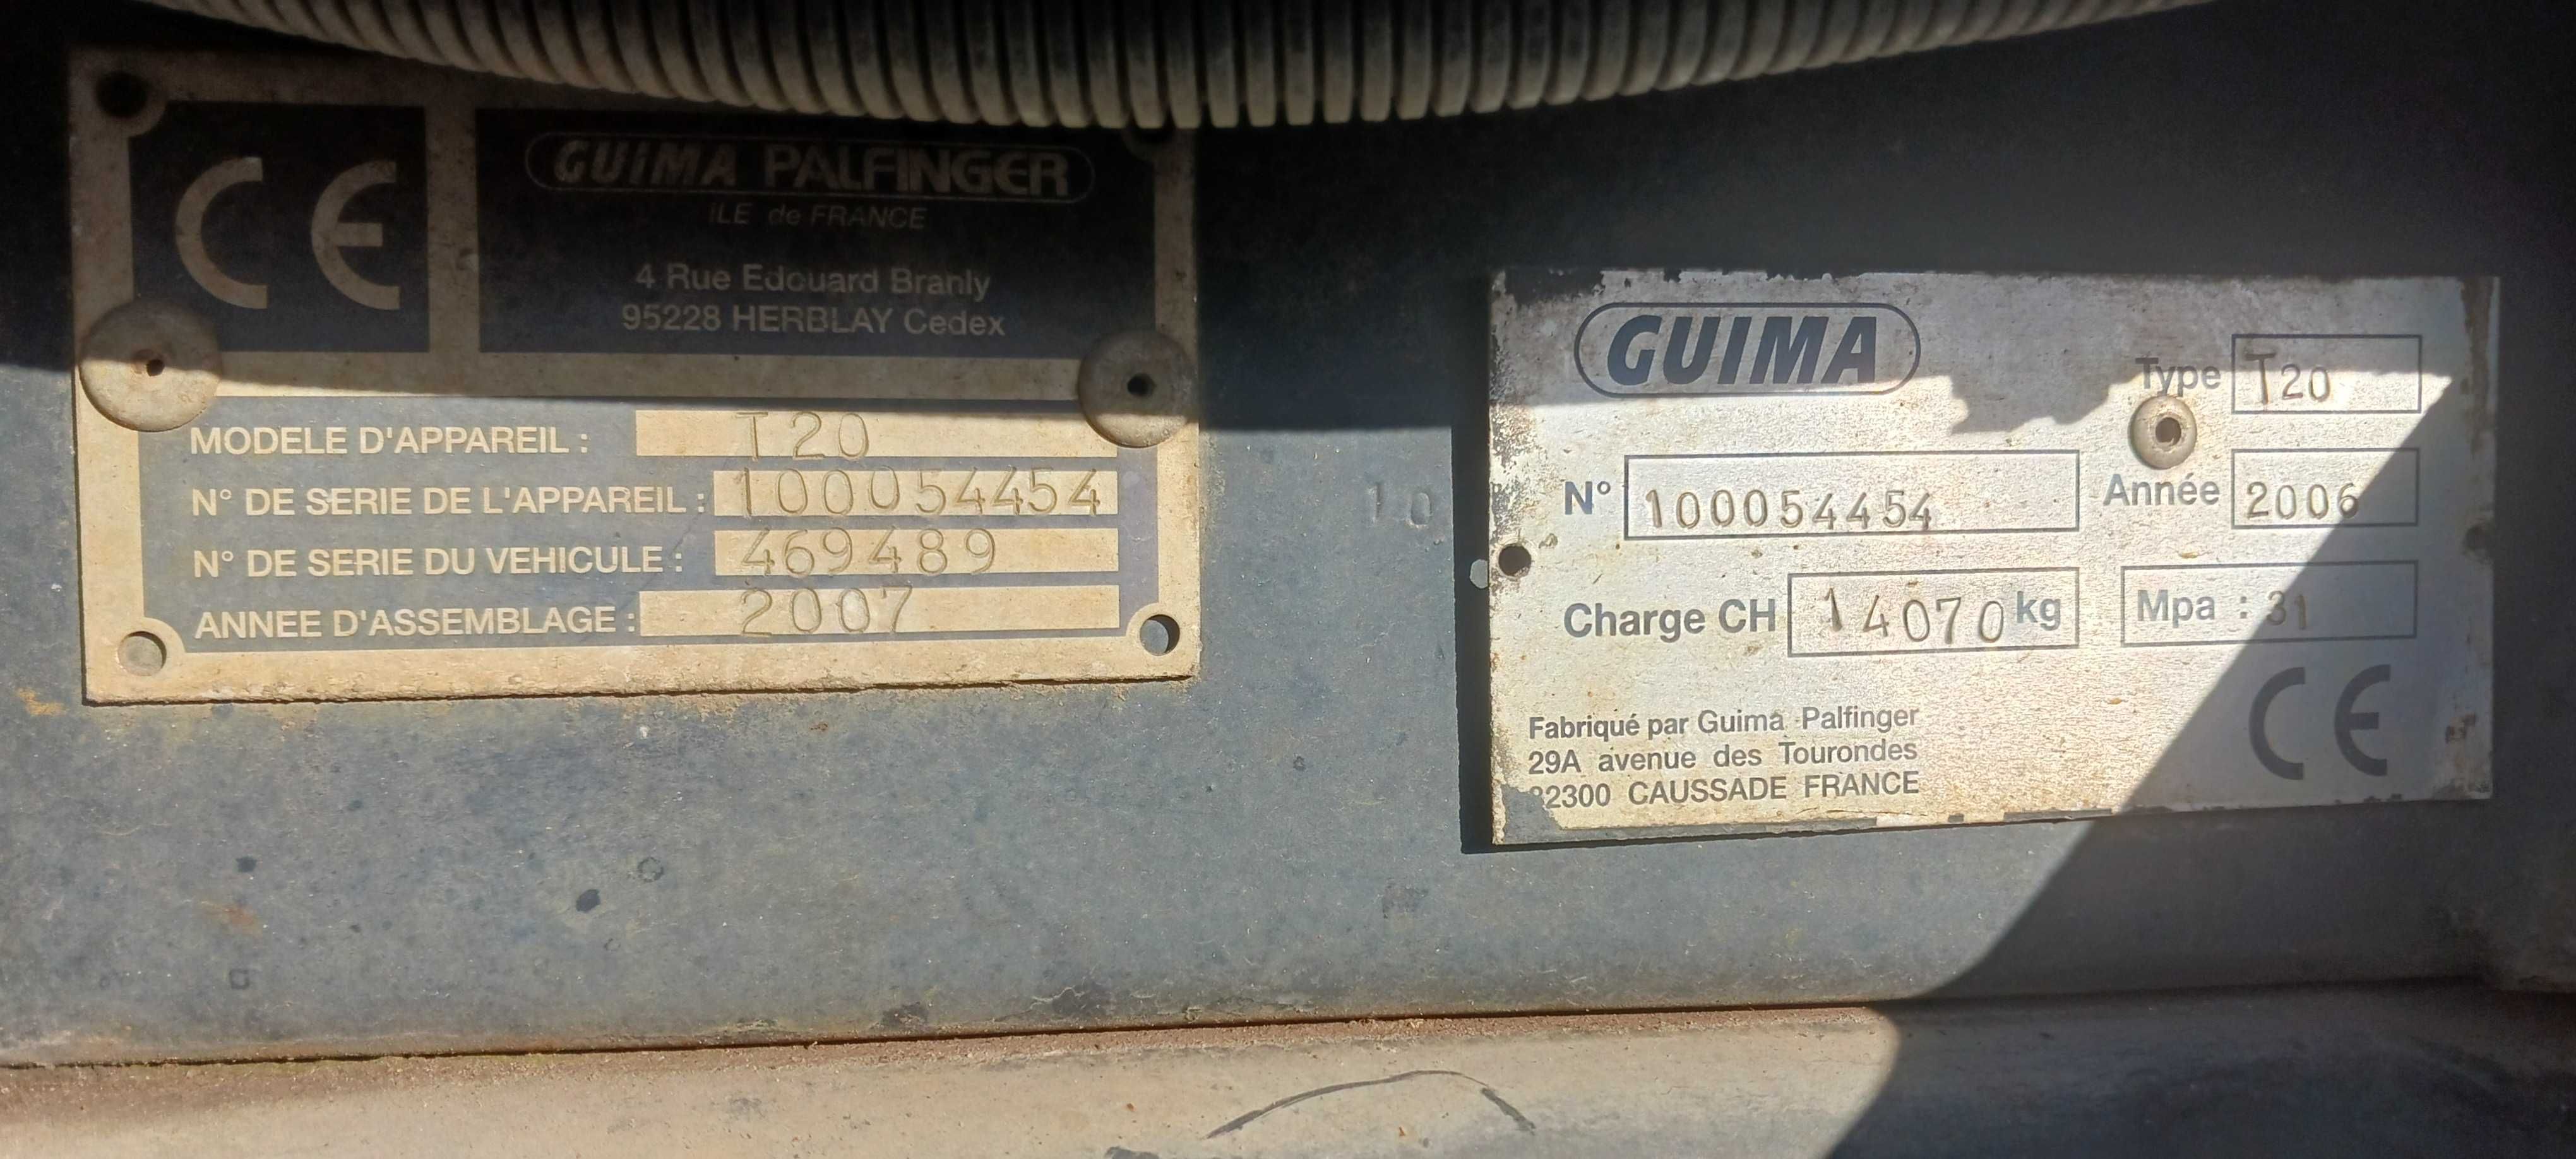 CE
GUIMA PALFINGER
iLE de FRANCE
4 Rue Edouard Branly
95228 HERBLAY Cedex
MODELE D'APPAREIL : T20
N° DE SERIE DE L'APPAREIL : 100054454
N° DE SERIE DU VEHICULE : 469489
ANNEE D'ASSEMBLAGE : 2007
10
GUIMA
Type T20
N° 100054454
Année 2006
Charge CH 14070 kg
Mpa : 31
CE
Fabriqué par Guima Palfinger
29A avenue des Tourondes
82300 CAUSSADE FRANCE